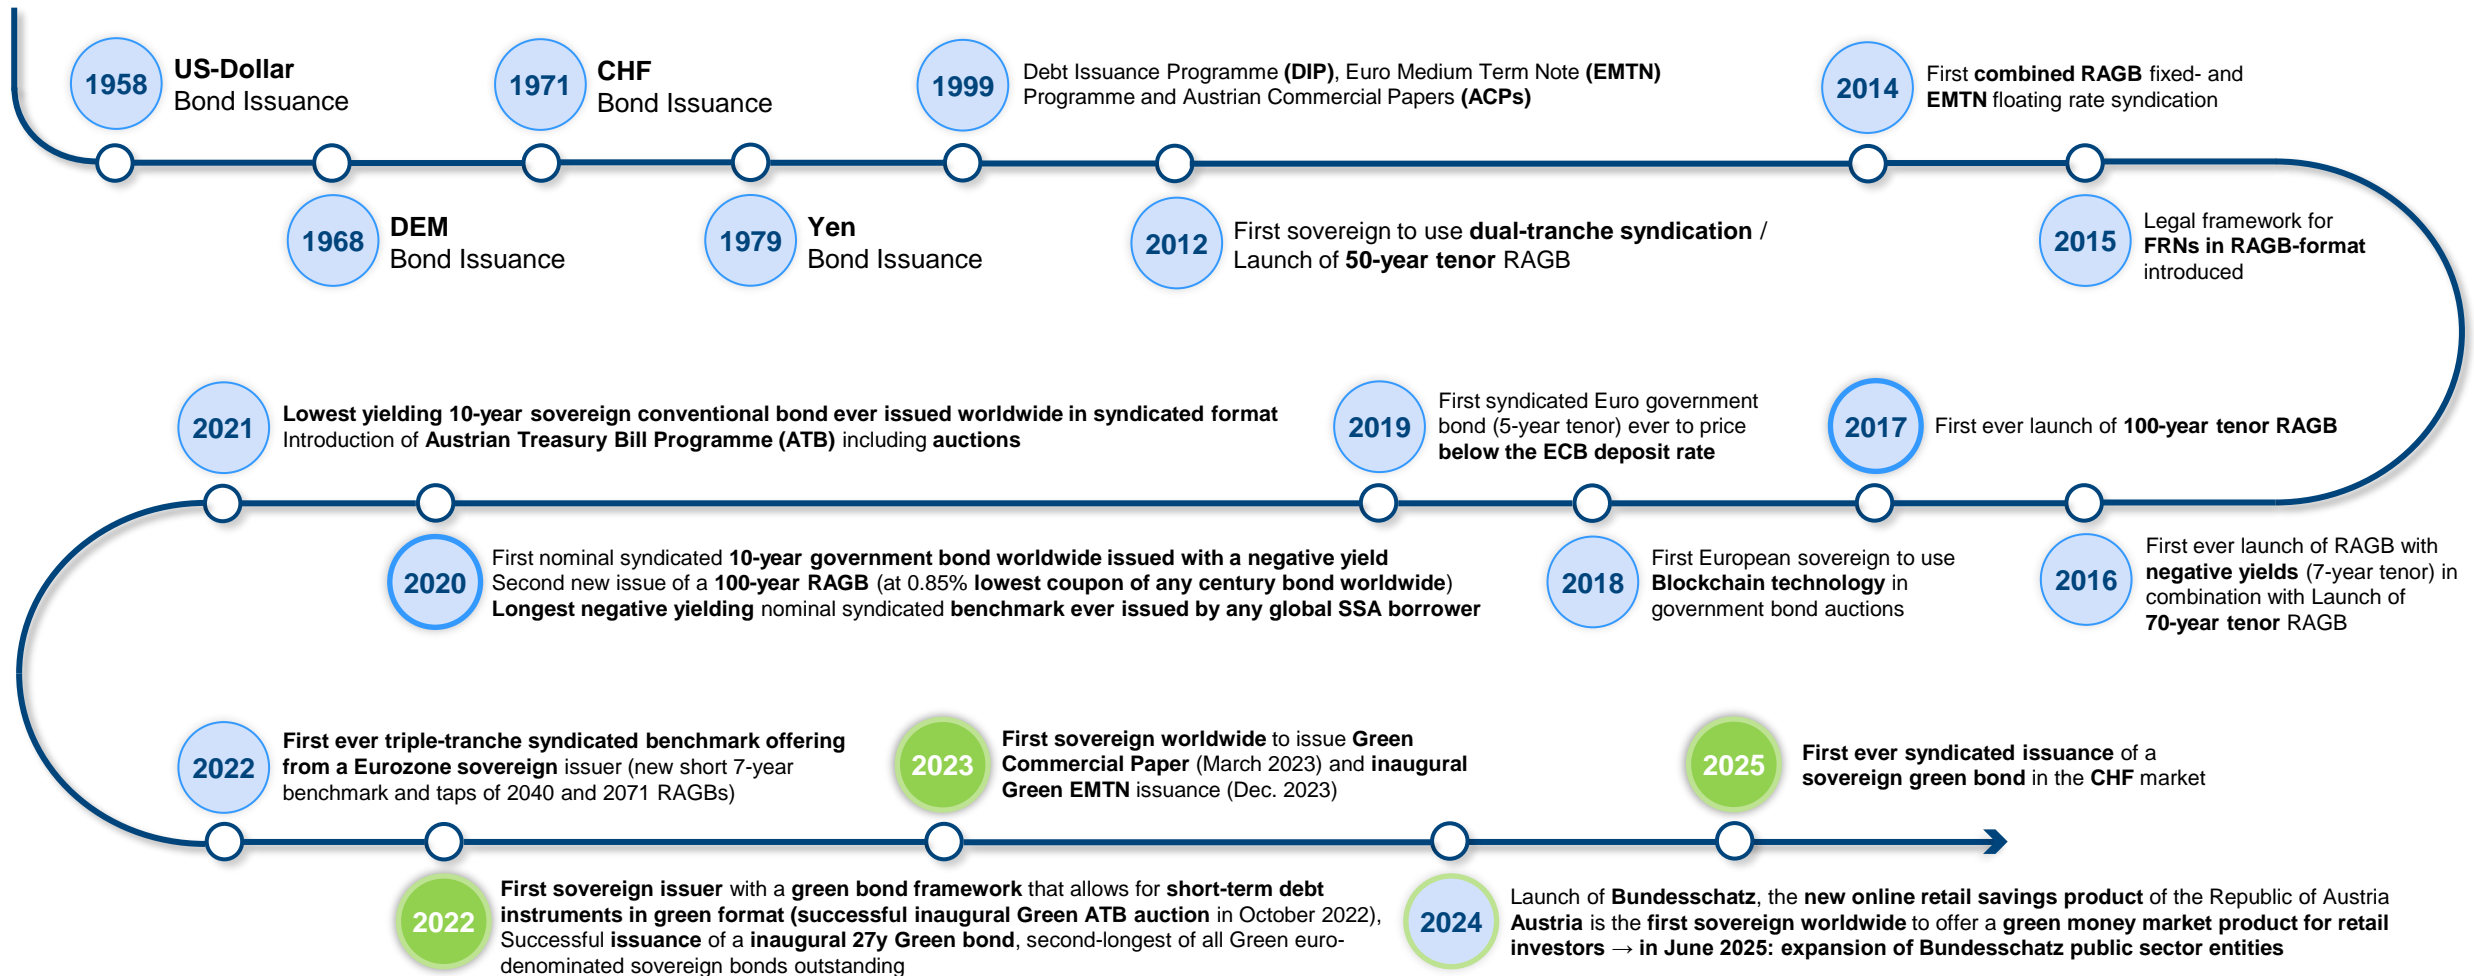 1958
US-Dollar
Bond Issuance
1968
DEM
Bond Issuance
1971
CHF
Bond Issuance
1979
Yen
Bond Issuance
1999
Debt Issuance Programme (DIP), Euro Medium Term Note (EMTN)
Programme and Austrian Commercial Papers (ACPs)
2012
First sovereign to use dual-tranche syndication /
Launch of 50-year tenor RAGB
2014
First combined RAGB fixed- and
EMTN floating rate syndication
2015
Legal framework for
FRNs in RAGB-format
introduced
2016
First ever launch of RAGB with
negative yields (7-year tenor) in
combination with Launch of
70-year tenor RAGB
2017
First ever launch of 100-year tenor RAGB
2018
First European sovereign to use
Blockchain technology in
government bond auctions
2019
First syndicated Euro government
bond (5-year tenor) ever to price
below the ECB deposit rate
2020
First nominal syndicated 10-year government bond worldwide issued with a negative yield
Second new issue of a 100-year RAGB (at 0.85% lowest coupon of any century bond worldwide)
Longest negative yielding nominal syndicated benchmark ever issued by any global SSA borrower
2021
Lowest yielding 10-year sovereign conventional bond ever issued worldwide in syndicated format
Introduction of Austrian Treasury Bill Programme (ATB) including auctions
2022
First ever triple-tranche syndicated benchmark offering
from a Eurozone sovereign issuer (new short 7-year
benchmark and taps of 2040 and 2071 RAGBs)
2022
First sovereign issuer with a green bond framework that allows for short-term debt
instruments in green format (successful inaugural Green ATB auction in October 2022),
Successful issuance of a inaugural 27y Green bond, second-longest of all Green euro-
denominated sovereign bonds outstanding
2023
First sovereign worldwide to issue Green
Commercial Paper (March 2023) and inaugural
Green EMTN issuance (Dec. 2023)
2024
Launch of Bundesschatz, the new online retail savings product of the Republic of Austria
Austria is the first sovereign worldwide to offer a green money market product for retail
investors → in June 2025: expansion of Bundesschatz public sector entities
2025
First ever syndicated issuance of a
sovereign green bond in the CHF market